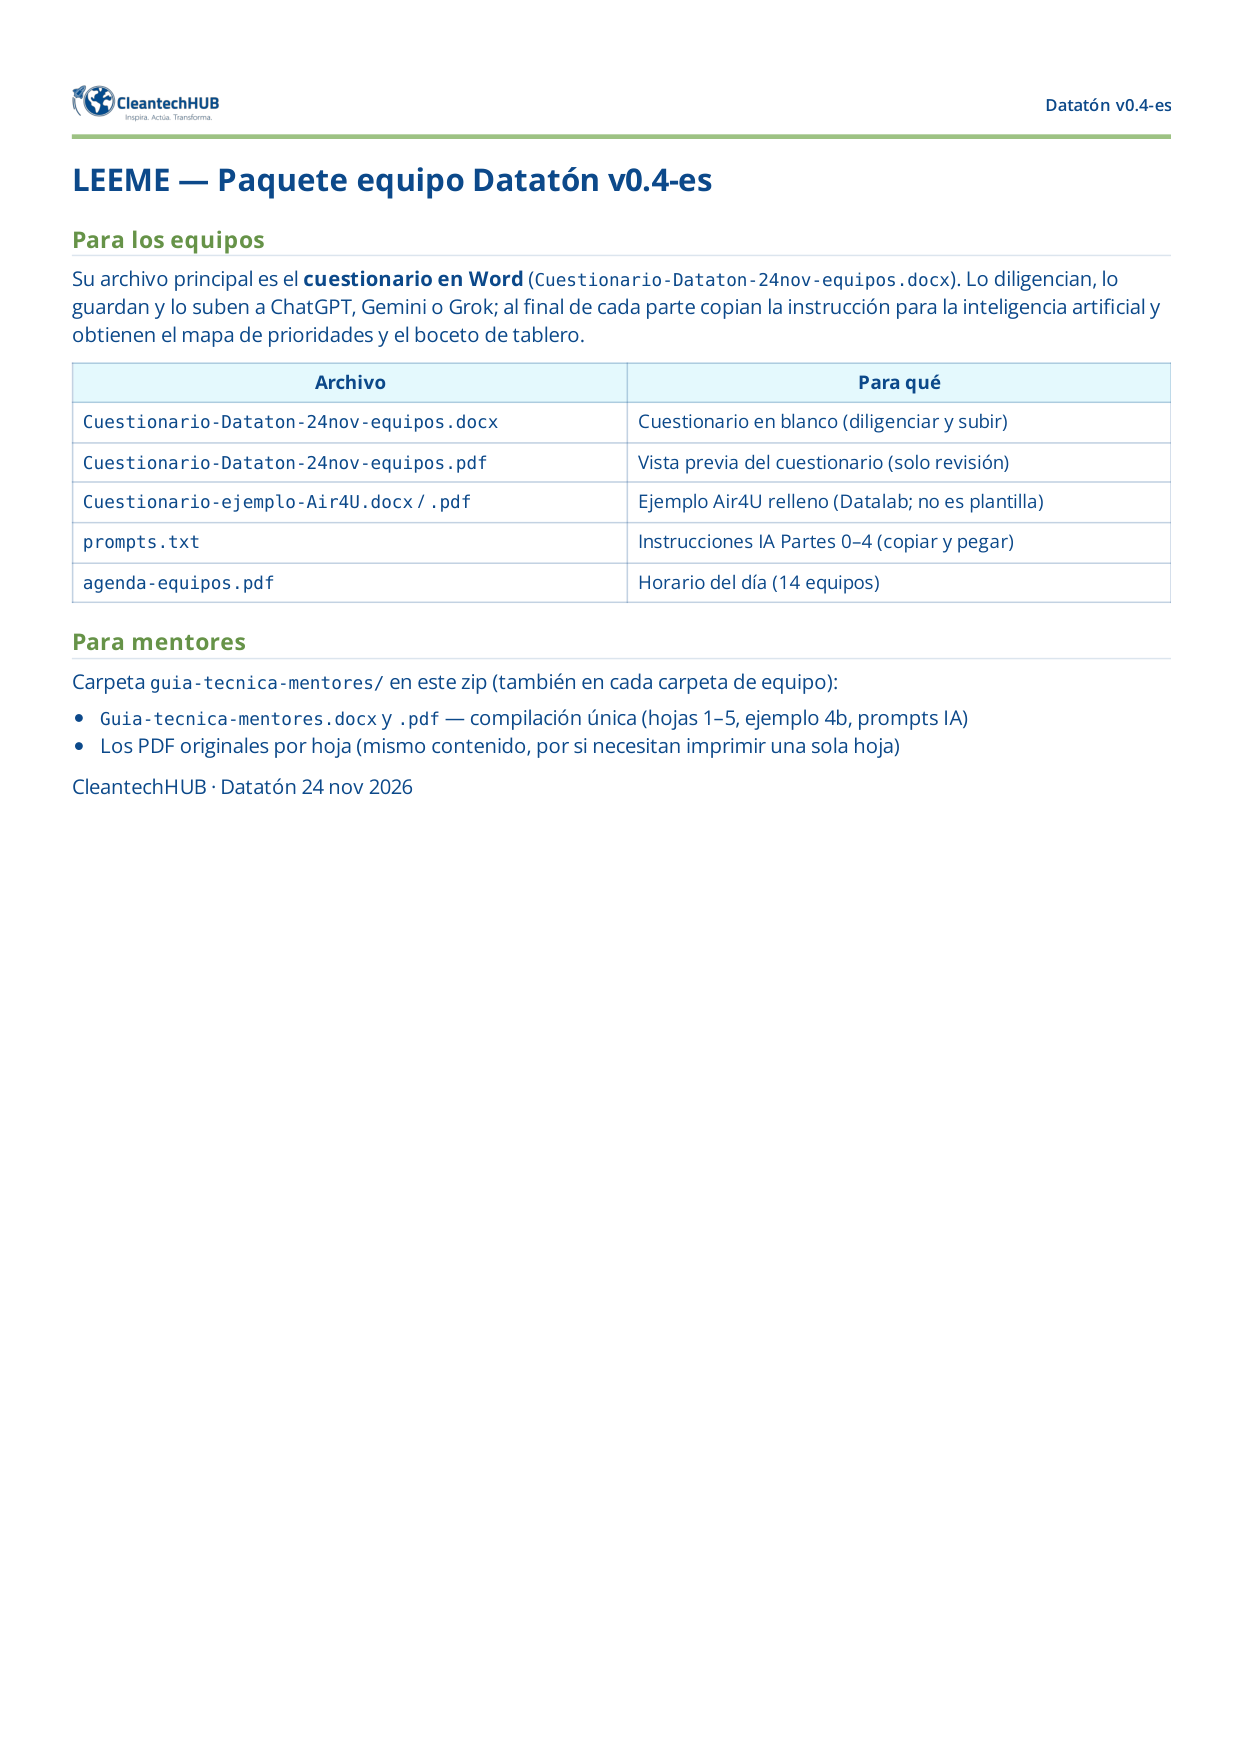 CleantechHUB
Inspira. Actúa. Transforma.
Datatón v0.4-es
LEEME — Paquete equipo Datatón v0.4-es
Para los equipos
Su archivo principal es el cuestionario en Word (Cuestionario-Dataton-24nov-equipos.docx). Lo diligencian, lo
guardan y lo suben a ChatGPT, Gemini o Grok; al final de cada parte copian la instrucción para la inteligencia artificial y
obtienen el mapa de prioridades y el boceto de tablero.
Archivo Para qué
Cuestionario-Dataton-24nov-equipos.docx Cuestionario en blanco (diligenciar y subir)
Cuestionario-Dataton-24nov-equipos.pdf Vista previa del cuestionario (solo revisión)
Cuestionario-ejemplo-Air4U.docx / .pdf Ejemplo Air4U relleno (Datalab; no es plantilla)
prompts.txt Instrucciones IA Partes 0–4 (copiar y pegar)
agenda-equipos.pdf Horario del día (14 equipos)
Para mentores
Carpeta guia-tecnica-mentores/ en este zip (también en cada carpeta de equipo):
• Guia-tecnica-mentores.docx y .pdf — compilación única (hojas 1–5, ejemplo 4b, prompts IA)
• Los PDF originales por hoja (mismo contenido, por si necesitan imprimir una sola hoja)
CleantechHUB · Datatón 24 nov 2026